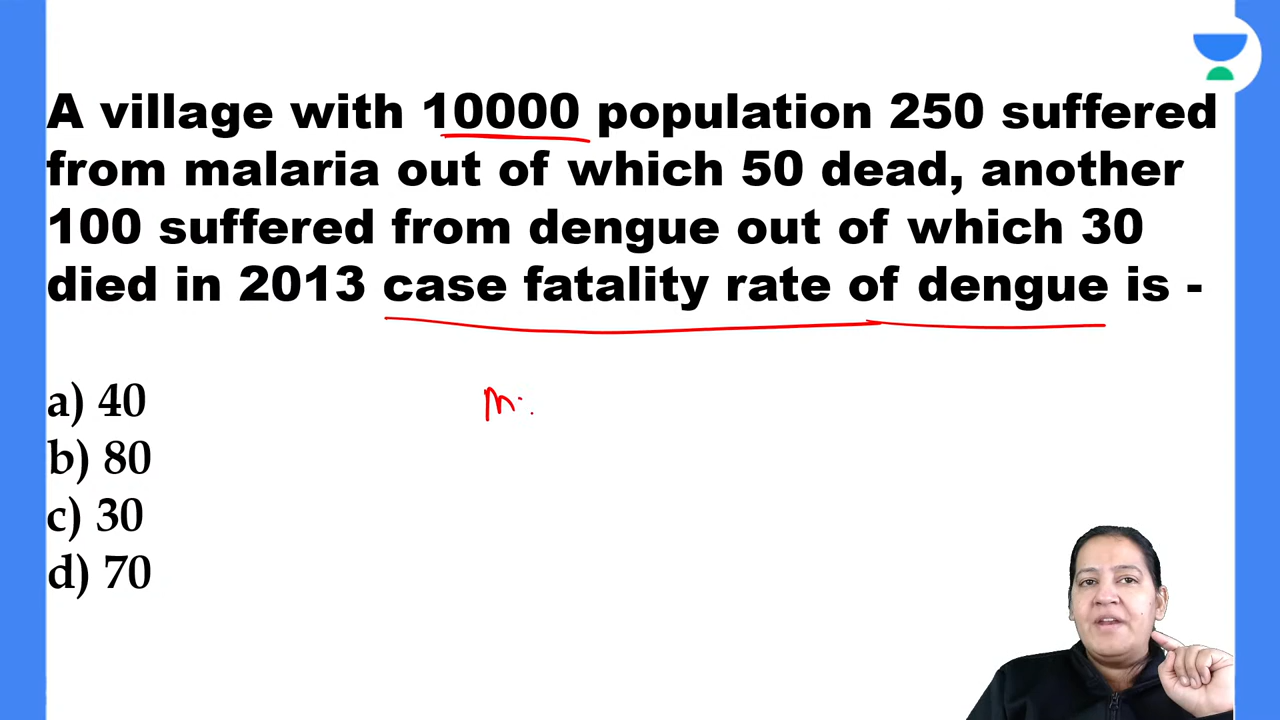 A village with 10000 population 250 suffered
from malaria out of which 50 dead, another
100 suffered from dengue out of which 30
died in 2013 case fatality rate of dengue is -
a) 40
b) 80
c) 30
d) 70